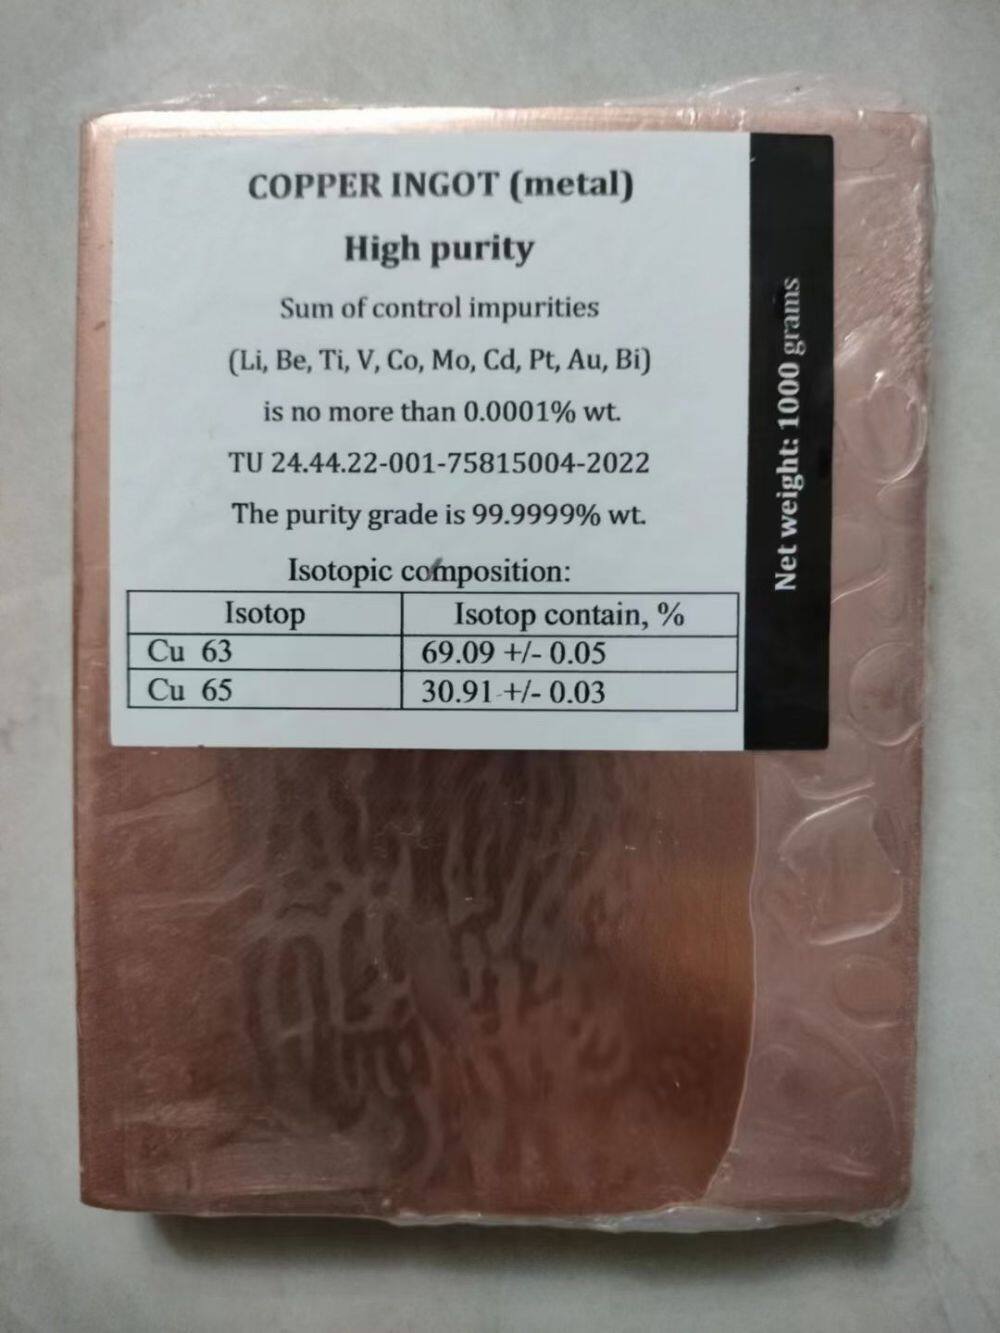 COPPER INGOT (metal)
High purity
Sum of control impurities
(Li, Be, Ti, V, Co, Mo, Cd, Pt, Au, Bi)
is no more than 0.0001% wt.
TU 24.44.22-001-75815004-2022
The purity grade is 99.9999% wt.
Isotopic composition:
Isotop Isotop contain, %
Cu 63 69.09 +/- 0.05
Cu 65 30.91 +/- 0.03
Net weight: 1000 grams